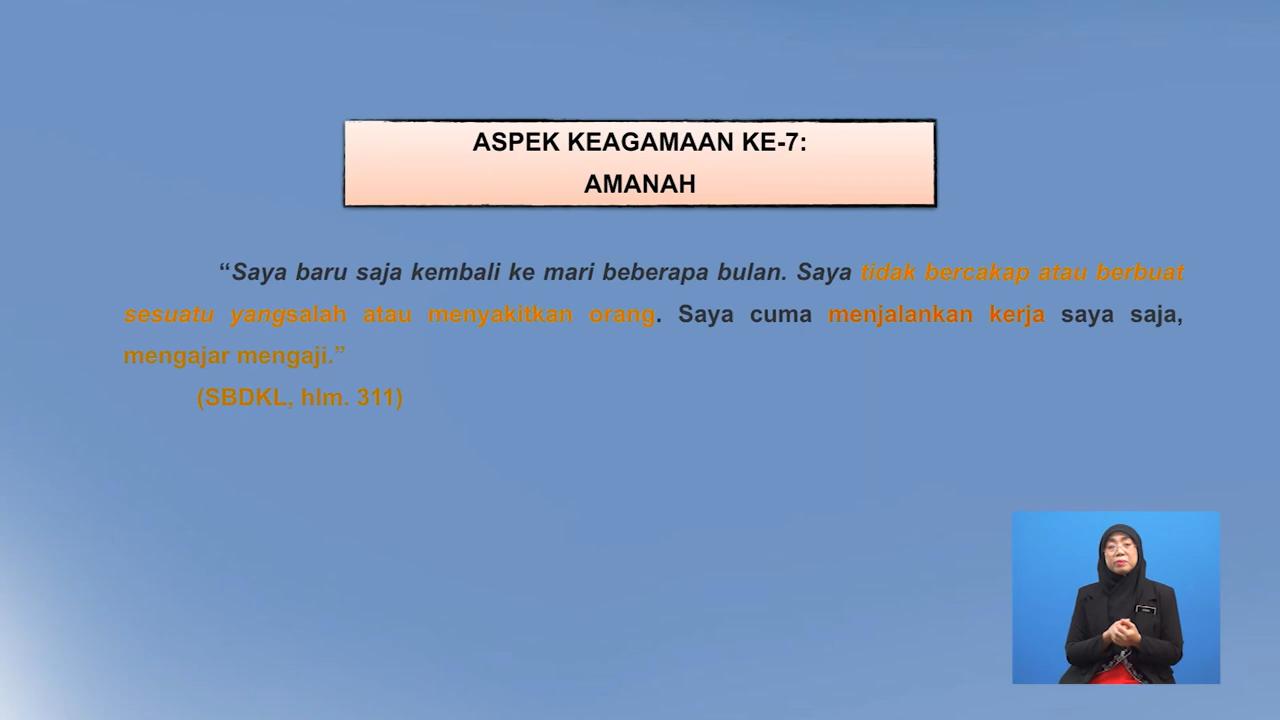 ASPEK KEAGAMAAN KE-7:
AMANAH
“Saya baru saja kembali ke mari beberapa bulan. Saya tidak bercakap atau berbuat
sesuatu yangsalah atau menyakitkan orang. Saya cuma menjalankan kerja saya saja,
mengajar mengaji.”
(SBDKL, hlm. 311)